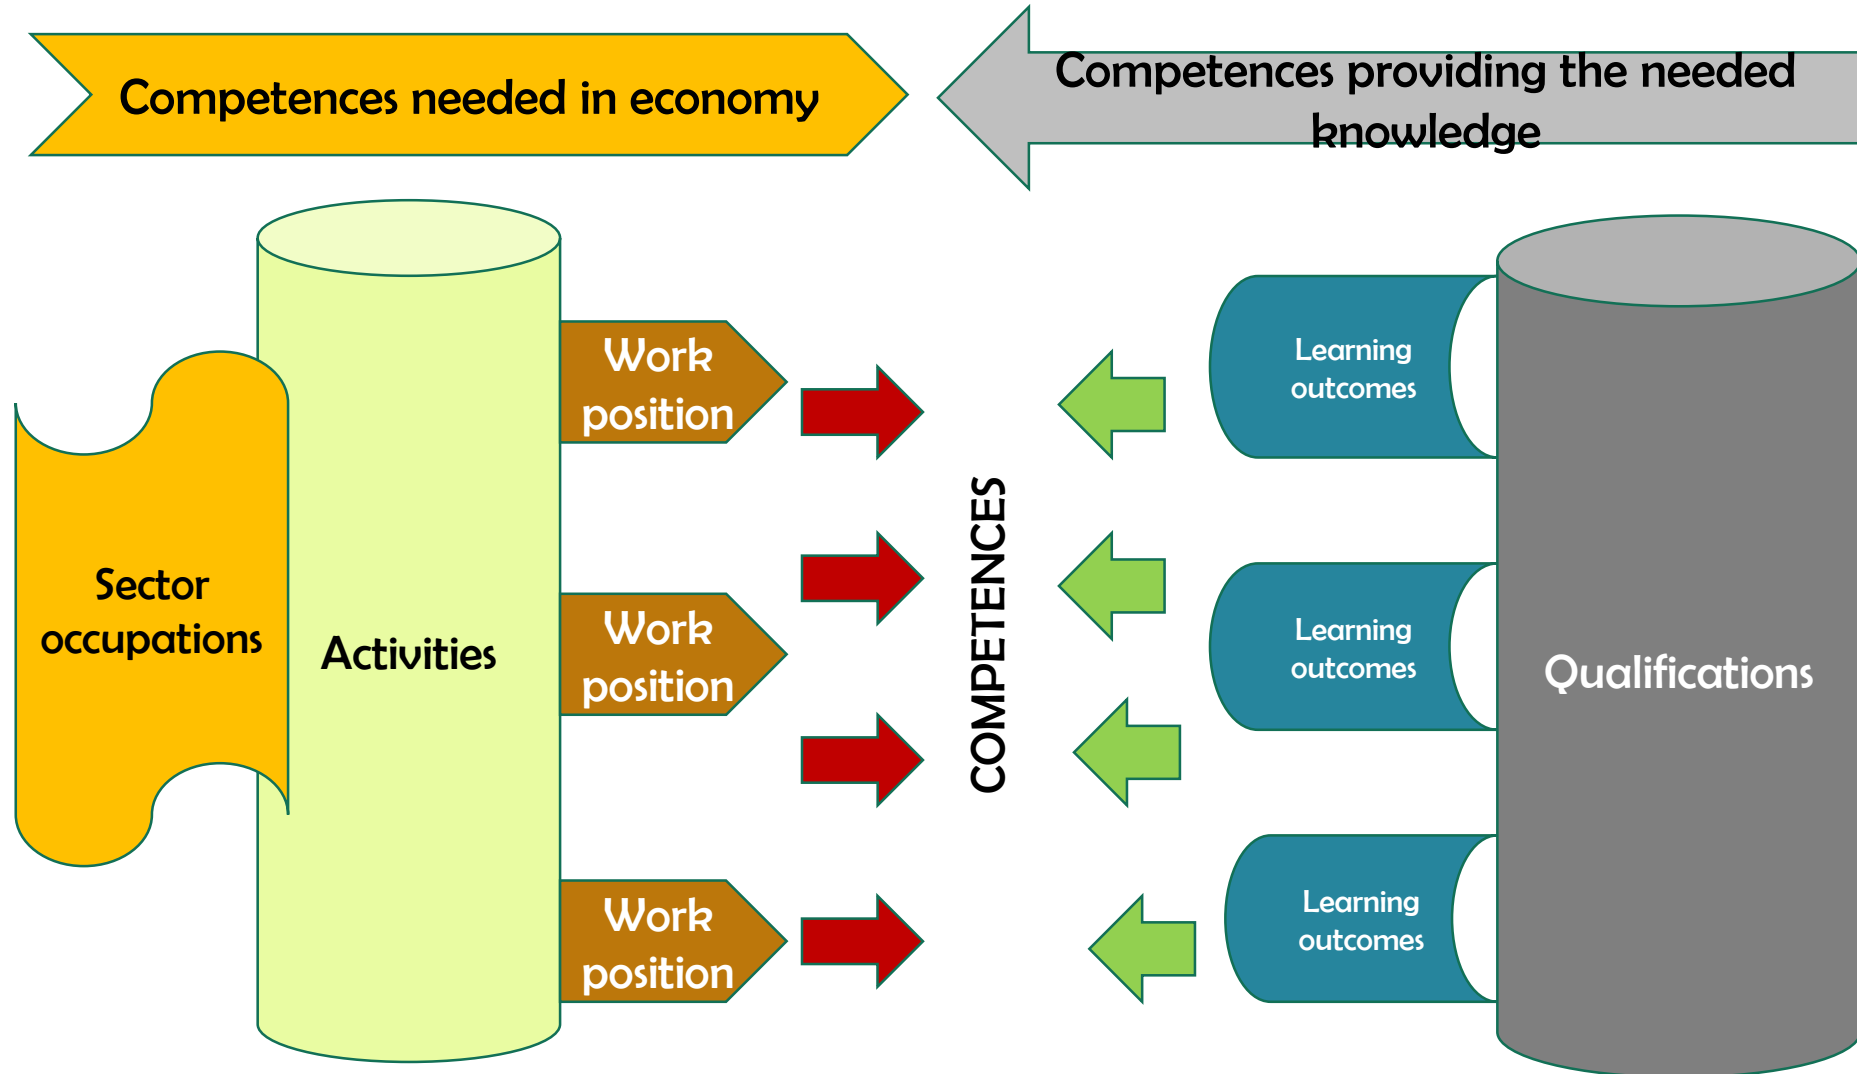 Competences needed in economy
Competences providing the needed
knowledge
Sector
occupations
Activities
Work
position
Work
position
Work
position
COMPETENCES
Learning
outcomes
Learning
outcomes
Learning
outcomes
Qualifications